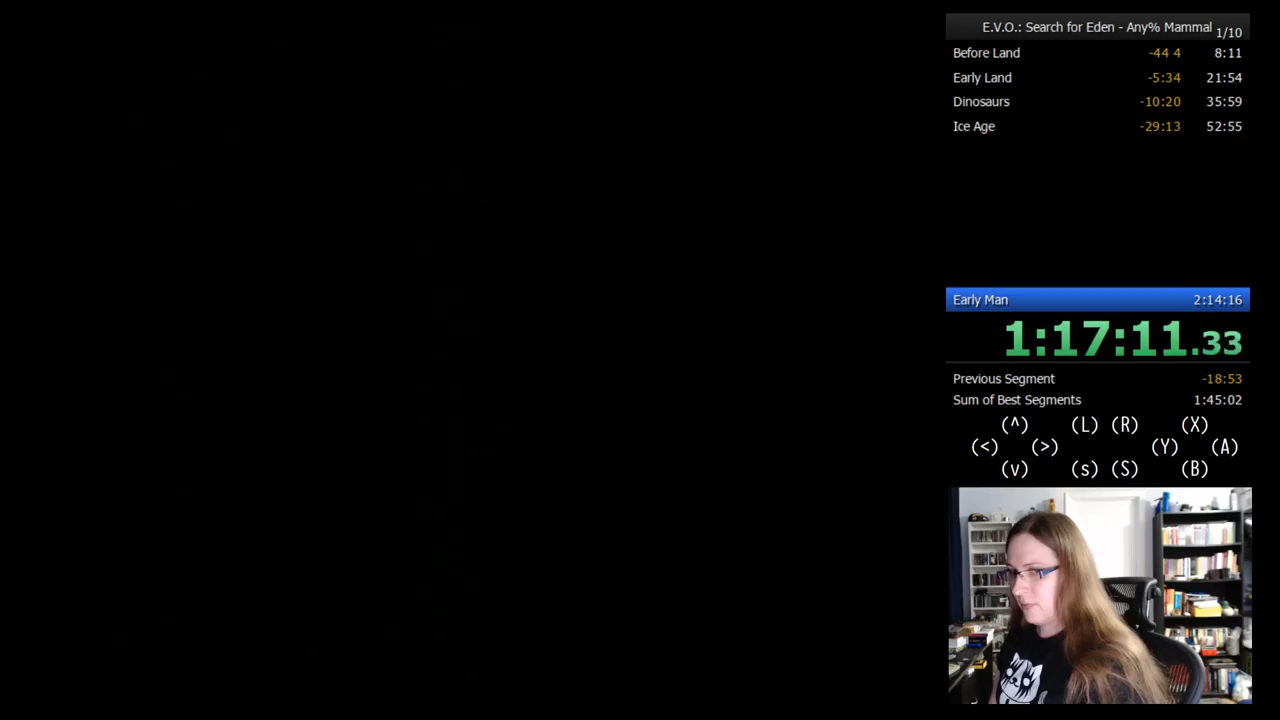 E.V.O.: Search for Eden - Any% Mammal 1/10
Before Land -44 4 8:11
Early Land -5:34 21:54
Dinosaurs -10:20 35:59
Ice Age -29:13 52:55
Early Man 2:14:16
1:17:11.33
Previous Segment -18:53
Sum of Best Segments 1:45:02
(^) (L) (R) (X)
(<) (>) (Y) (A)
(v) (s) (S) (B)